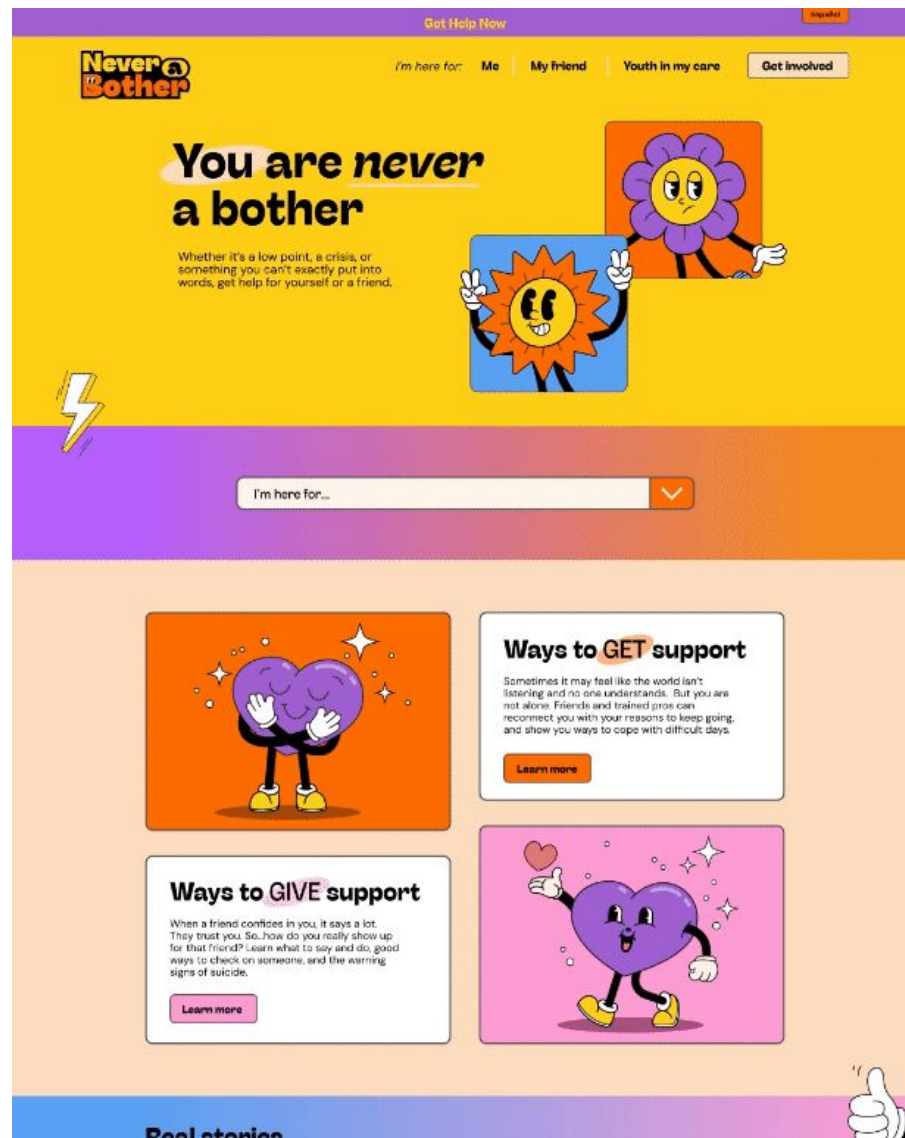 Get Help Now
español
Never a Bother
I'm here for:
Me
My friend
Youth in my care
Get involved
You are never
a bother
Whether it's a low point, a crisis, or
something you can't exactly put into
words, get help for yourself or a friend.
I'm here for...
Ways to GET support
Sometimes it may feel like the world isn't
listening and no one understands. But you are
not alone. Friends and trained pros can
reconnect you with your reasons to keep going,
and show you ways to cope with difficult days.
Learn more
Ways to GIVE support
When a friend confides in you, it says a lot.
They trust you. So...how do you really show up
for that friend? Learn what to say and do, good
ways to check on someone, and the warning
signs of suicide.
Learn more
Real stories